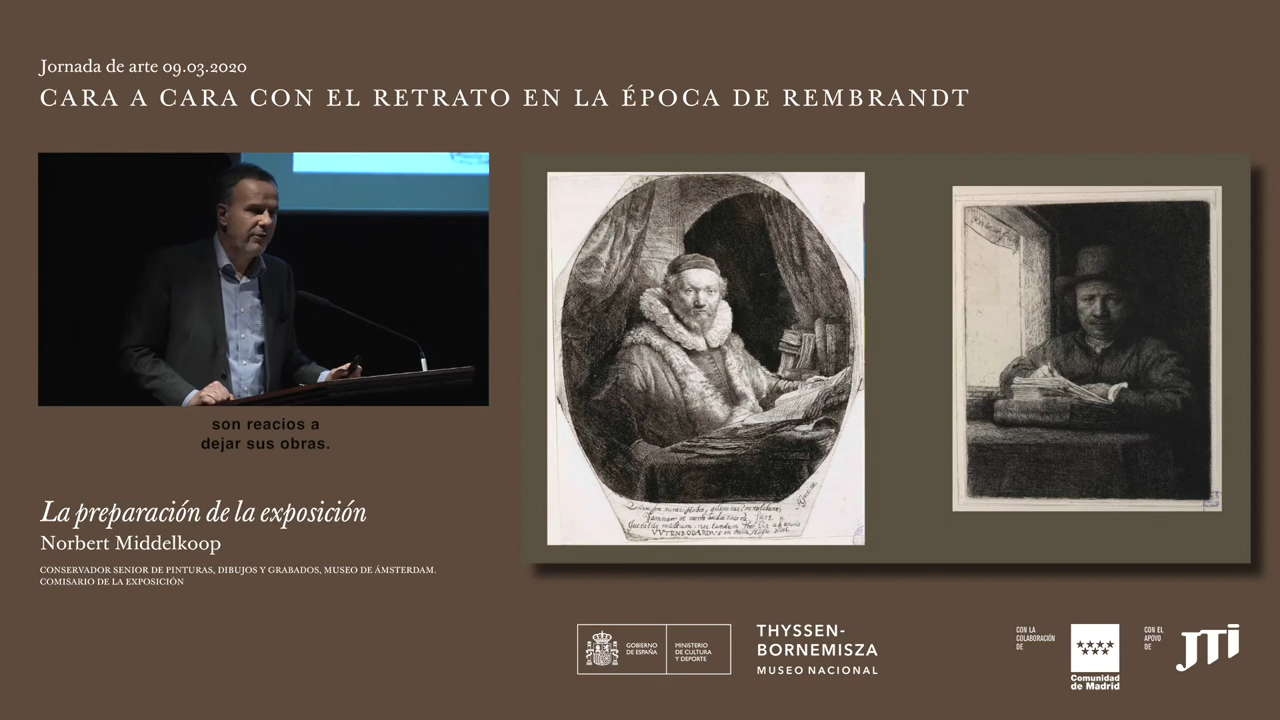 Jornada de arte 09.03.2020
CARA A CARA CON EL RETRATO EN LA ÉPOCA DE REMBRANDT
son reacios a
dejar sus obras.
La preparación de la exposición
Norbert Middelkoop
CONSERVADOR SENIOR DE PINTURAS, DIBUJOS Y GRABADOS, MUSEO DE ÁMSTERDAM.
COMISARIO DE LA EXPOSICIÓN
GOBIERNO
DE ESPAÑA
MINISTERIO
DE CULTURA
Y DEPORTE
THYSSEN-
BORNEMISZA
MUSEO NACIONAL
CON LA
COLABORACIÓN
DE
Comunidad
de Madrid
CON EL
APOYO
DE
JTi